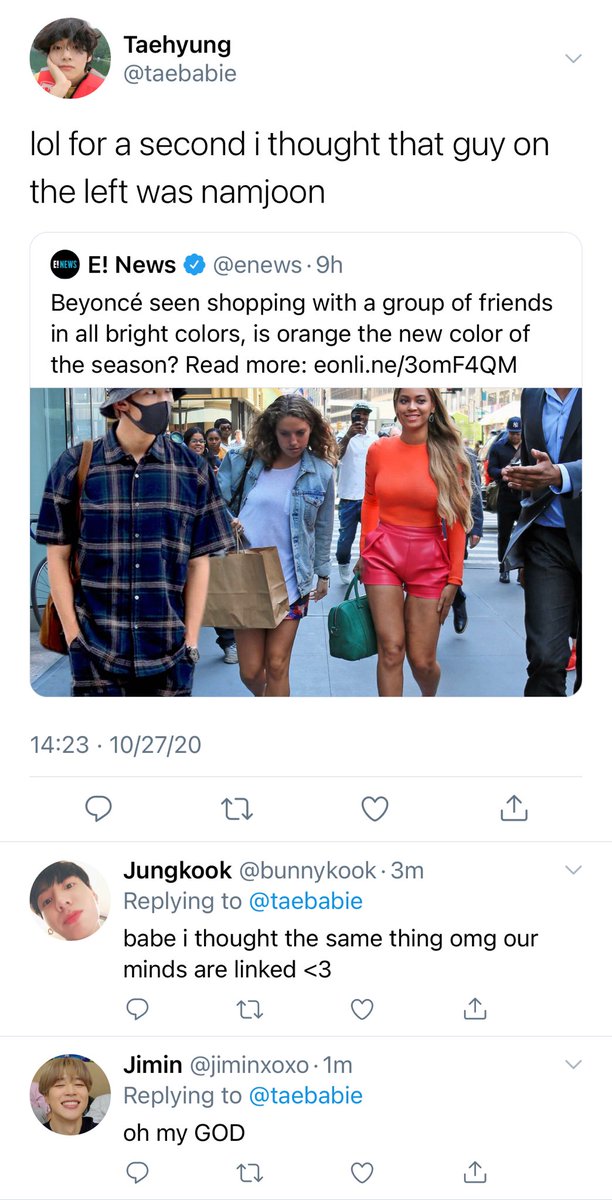 Taehyung
@taebabie
lol for a second i thought that guy on
the left was namjoon
E! NEWS
E! News @enews · 9h
Beyoncé seen shopping with a group of friends
in all bright colors, is orange the new color of
the season? Read more: eonli.ne/3omF4QM
14:23 · 10/27/20
Jungkook @bunnykook · 3m
Replying to @taebabie
babe i thought the same thing omg our
minds are linked <3
Jimin @jiminxoxo · 1m
Replying to @taebabie
oh my GOD